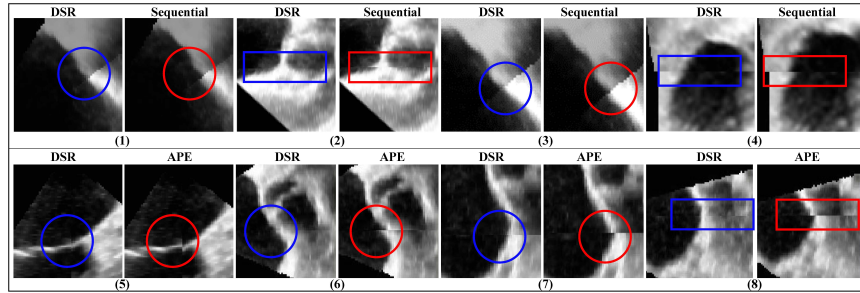 DSR Sequential DSR Sequential DSR Sequential DSR Sequential
(1) (2) (3) (4)
DSR APE DSR APE DSR APE DSR APE
(5) (6) (7) (8)